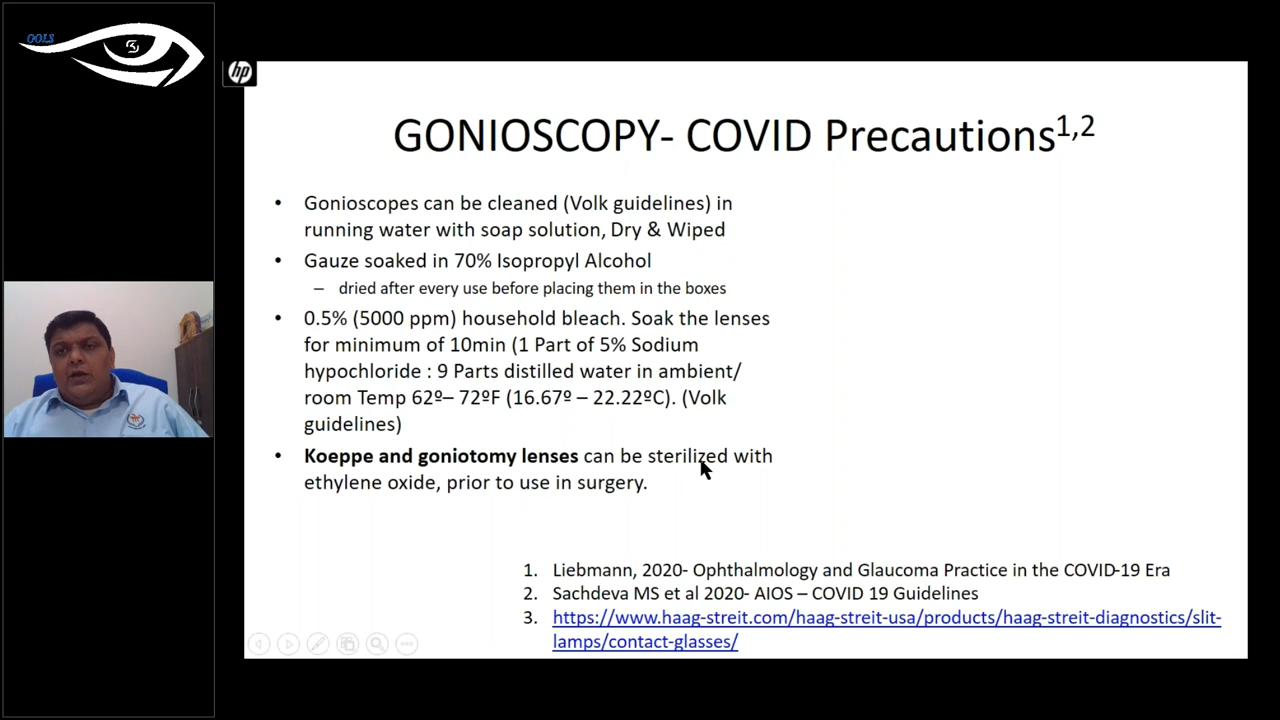 OOLS
hp
GONIOSCOPY- COVID Precautions1,2
• Gonioscopes can be cleaned (Volk guidelines) in
running water with soap solution, Dry & Wiped
• Gauze soaked in 70% Isopropyl Alcohol
– dried after every use before placing them in the boxes
• 0.5% (5000 ppm) household bleach. Soak the lenses
for minimum of 10min (1 Part of 5% Sodium
hypochloride : 9 Parts distilled water in ambient/
room Temp 62º– 72ºF (16.67º – 22.22ºC). (Volk
guidelines)
• Koeppe and goniotomy lenses can be sterilized with
ethylene oxide, prior to use in surgery.
1. Liebmann, 2020- Ophthalmology and Glaucoma Practice in the COVID-19 Era
2. Sachdeva MS et al 2020- AIOS – COVID 19 Guidelines
3. https://www.haag-streit.com/haag-streit-usa/products/haag-streit-diagnostics/slit-
lamps/contact-glasses/